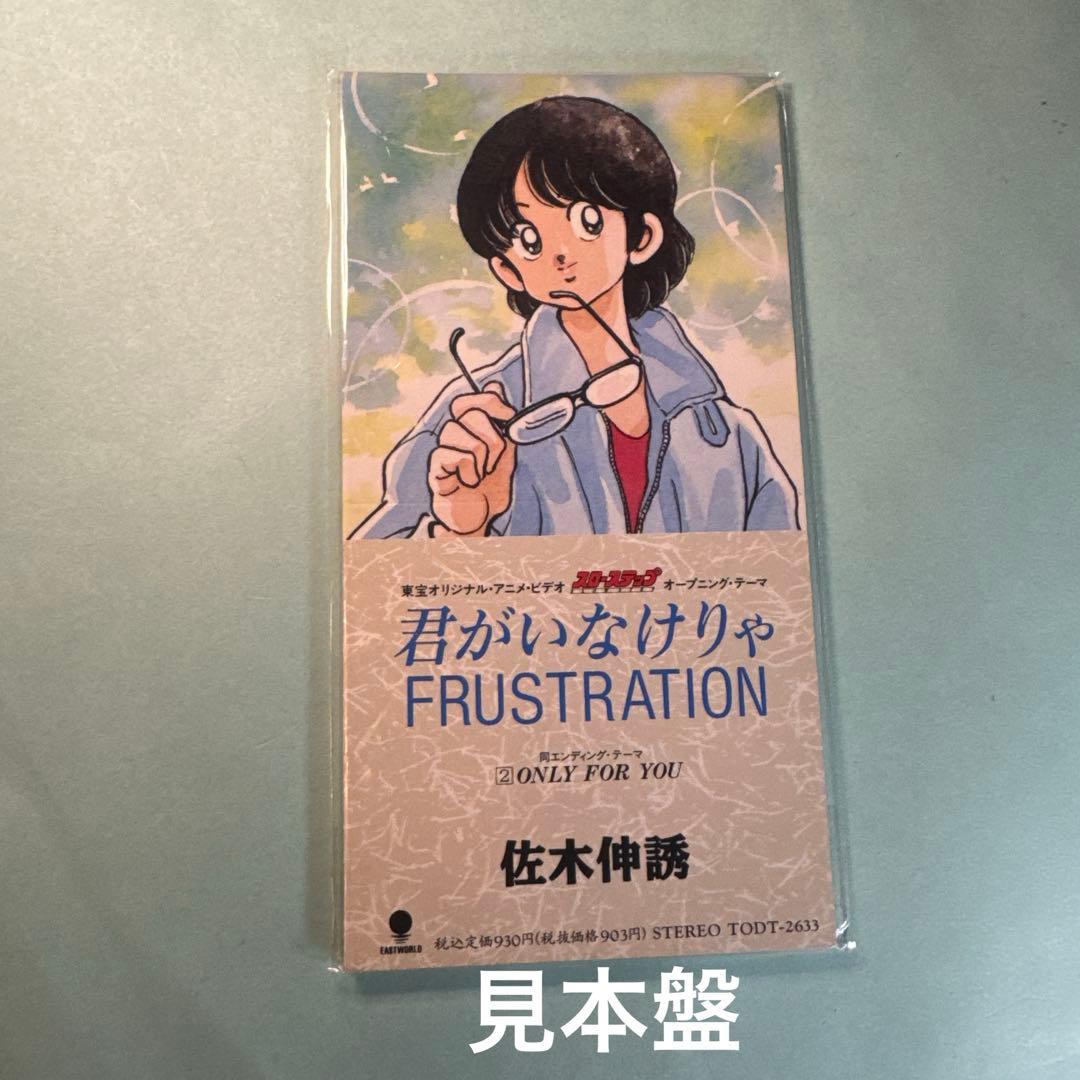 東宝オリジナル・アニメ・ビデオ スローステップ オープニング・テーマ
君がいなけりゃ
FRUSTRATION
同エンディング・テーマ
2 ONLY FOR YOU
佐木伸誘
EASTWORLD
税込定価930円(税抜価格903円) STEREO TODT-2633
見本盤